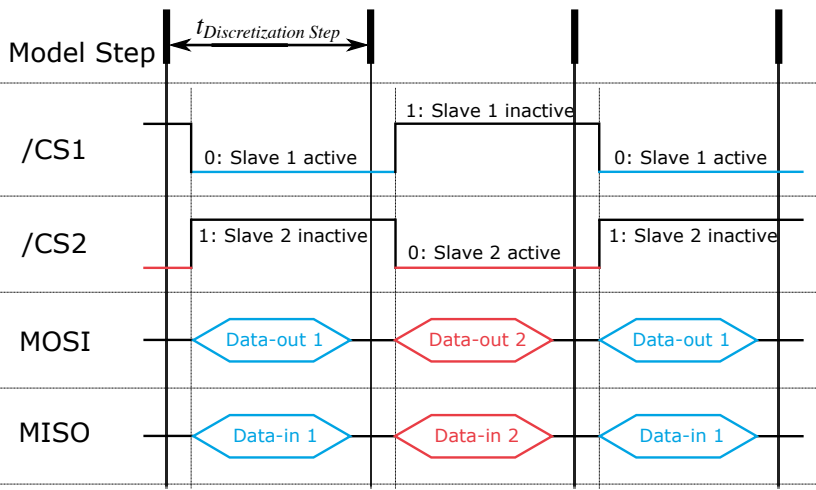 t Discretization Step
Model Step
1: Slave 1 inactive
/CS1
0: Slave 1 active
0: Slave 1 active
/CS2
1: Slave 2 inactive
0: Slave 2 active
1: Slave 2 inactive
MOSI
Data-out 1
Data-out 2
Data-out 1
MISO
Data-in 1
Data-in 2
Data-in 1